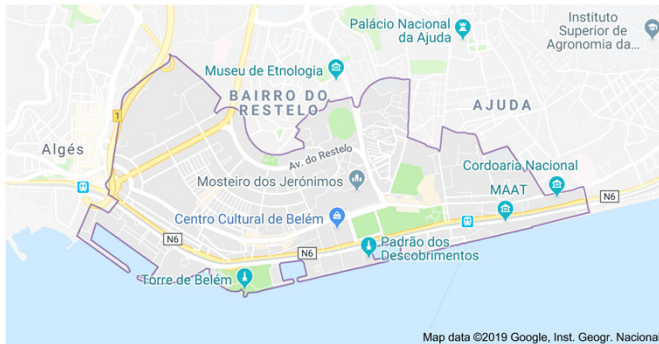 Instituto
Superior de
Agronomia da...
Palácio Nacional
da Ajuda
Museu de Etnologia
BAIRRO DO
RESTELO
AJUDA
1
Algés
Av. do Restelo
Cordoaria Nacional
Mosteiro dos Jerónimos
MAAT
N6
Centro Cultural de Belém
N6
Padrão dos
Descobrimentos
N6
Torre de Belém
Map data ©2019 Google, Inst. Geogr. Nacional